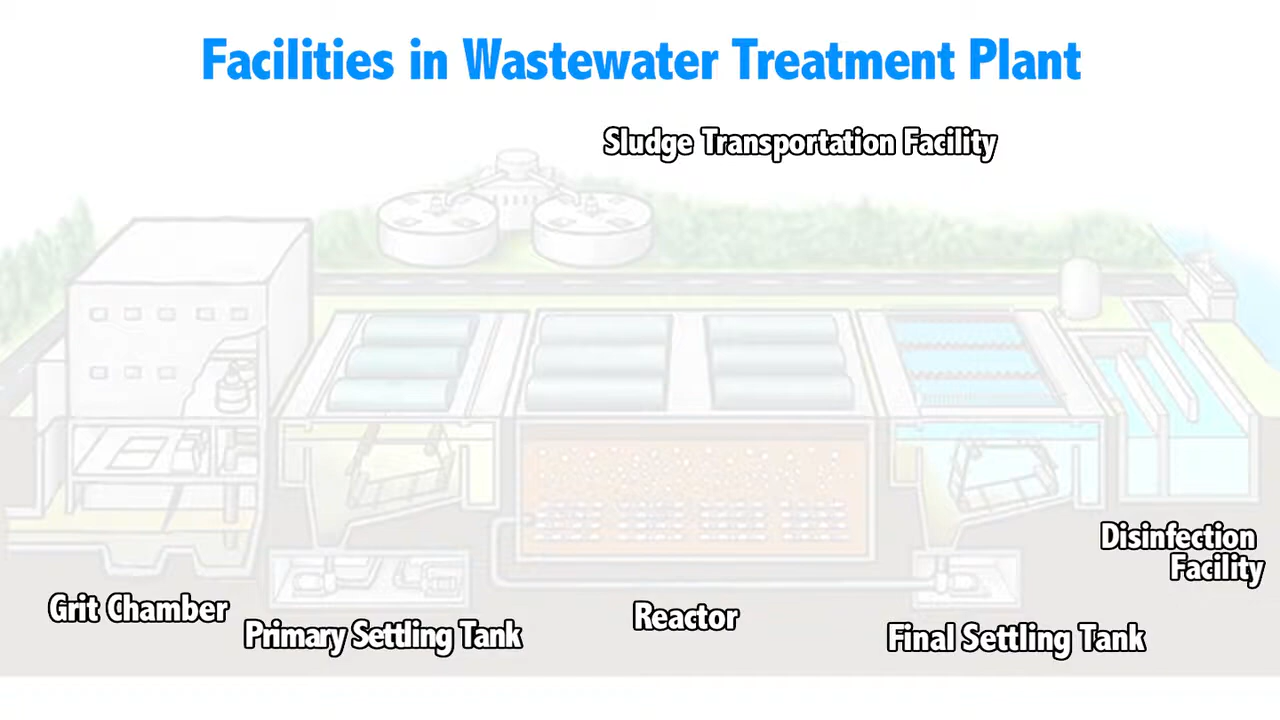 Facilities in Wastewater Treatment Plant
Sludge Transportation Facility
Disinfection
Facility
Grit Chamber
Primary Settling Tank
Reactor
Final Settling Tank